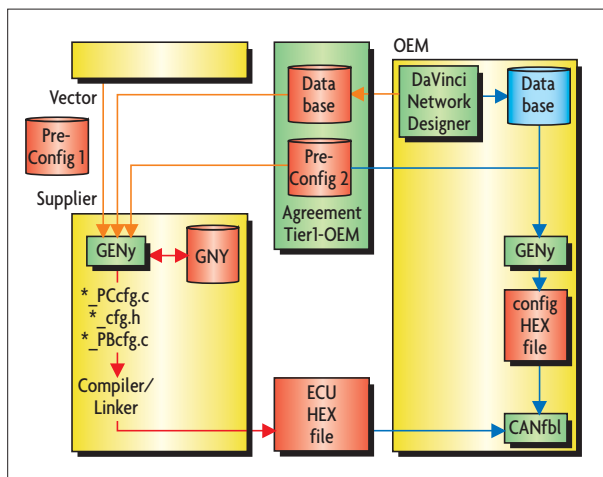 OEM
Vector
Pre-
Config 1
Data
base
DaVinci
Network
Designer
Data
base
Pre-
Config 2
Agreement
Tier1-OEM
Supplier
GENy
GNY
*_PCcfg.c
*_cfg.h
*_PBcfg.c
Compiler/
Linker
ECU
HEX
file
GENy
config
HEX
file
CANfbl